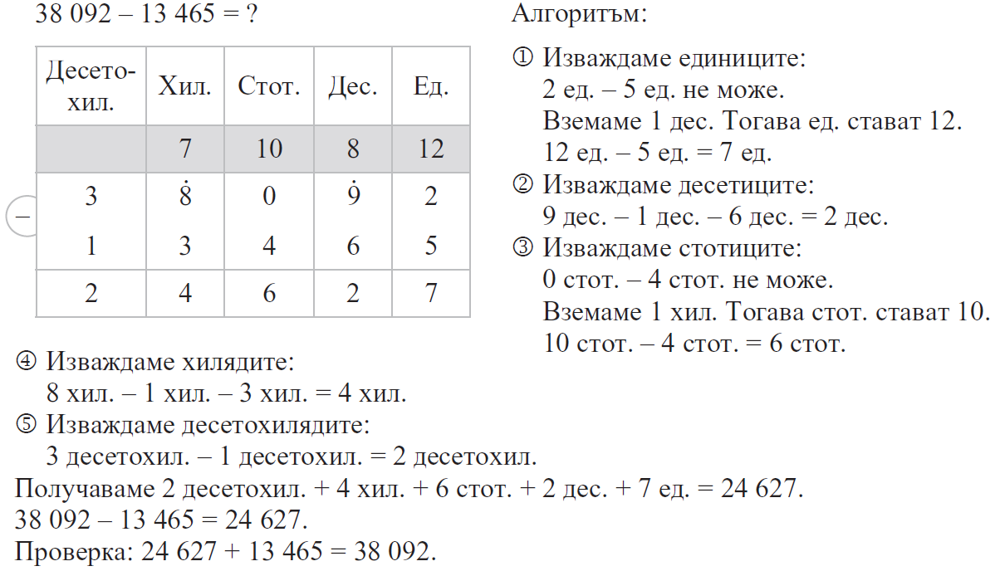 38 092 – 13 465 = ?
Десето-
хил.
Хил.
Стот.
Дес.
Ед.
7 10 8 12
3 8̇ 0 9̇ 2
–
1 3 4 6 5
2 4 6 2 7
Алгоритъм:
① Изваждаме единиците:
2 ед. – 5 ед. не може.
Вземаме 1 дес. Тогава ед. стават 12.
12 ед. – 5 ед. = 7 ед.
② Изваждаме десетиците:
9 дес. – 1 дес. – 6 дес. = 2 дес.
③ Изваждаме стотиците:
0 стот. – 4 стот. не може.
Вземаме 1 хил. Тогава стот. стават 10.
10 стот. – 4 стот. = 6 стот.
④ Изваждаме хилядите:
8 хил. – 1 хил. – 3 хил. = 4 хил.
⑤ Изваждаме десетохилядите:
3 десетохил. – 1 десетохил. = 2 десетохил.
Получаваме 2 десетохил. + 4 хил. + 6 стот. + 2 дес. + 7 ед. = 24 627.
38 092 – 13 465 = 24 627.
Проверка: 24 627 + 13 465 = 38 092.